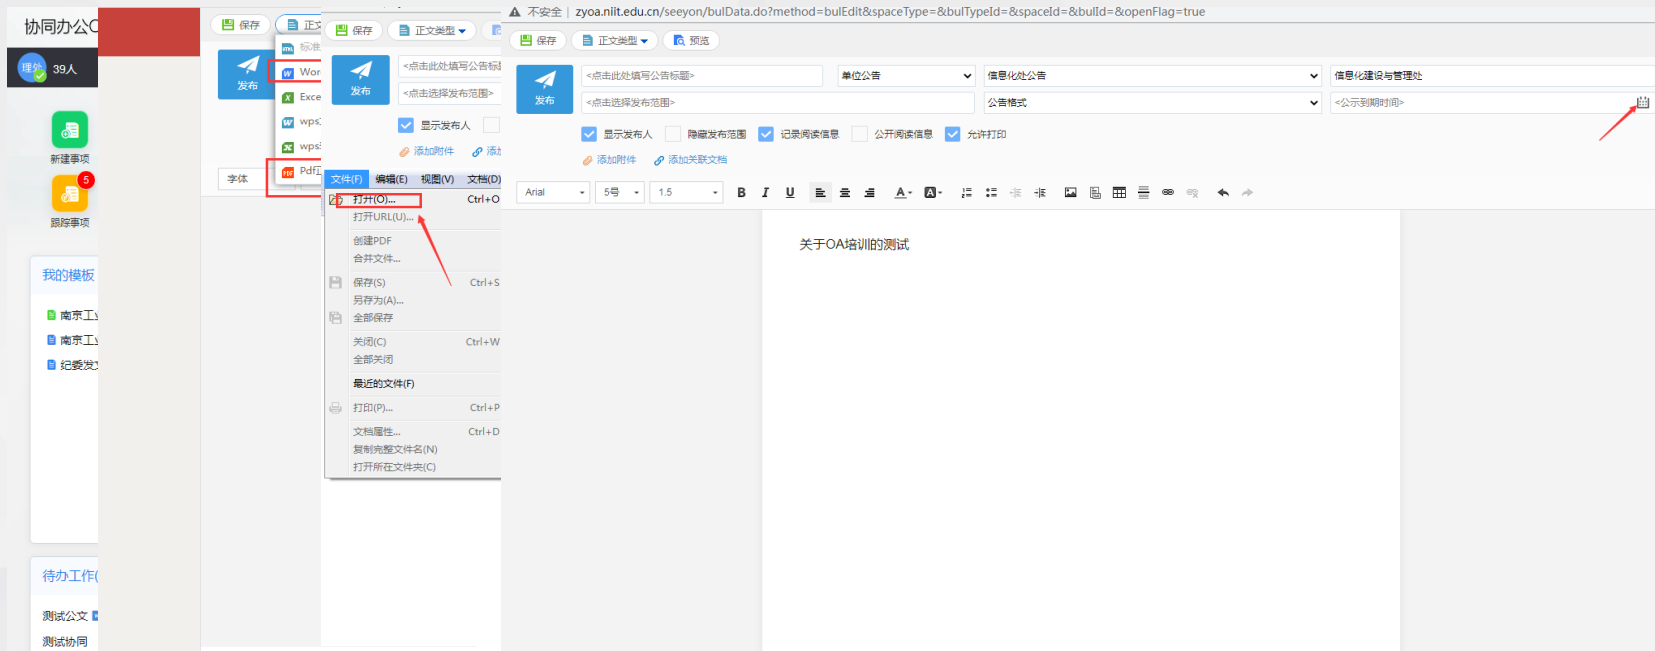 协同办公
理处 39人
新建事项
5
跟踪事项
我的模板
南京工业
南京工业
纪委发文
待办工作(
测试公文
测试协同
保存 正文
发布
标准
Word
Exce
wps
wps
Pdf正
字体
保存 正文类型
发布
<点击此处填写公告标题
<点击选择发布范围>
显示发布人
添加附件 添加
文件(F) 编辑(E) 视图(V) 文档(D)
打开(O)... Ctrl+O
打开URL(U)...
创建PDF
合并文件...
保存(S) Ctrl+S
另存为(A)...
全部保存
关闭(C) Ctrl+W
全部关闭
最近的文件(F)
打印(P)... Ctrl+P
文档属性... Ctrl+D
复制完整文件名(N)
打开所在文件夹(C)
不安全 | zyoa.niit.edu.cn/seeyon/bulData.do?method=bulEdit&spaceType=&bulTypeId=&spaceId=&bulId=&openFlag=true
保存 正文类型 预览
发布
<点击此处填写公告标题> 单位公告 信息化处公告 信息化建设与管理处
<点击选择发布范围> 公告格式 <公示到期时间>
显示发布人 隐藏发布范围 记录阅读信息 公开阅读信息 允许打印
添加附件 添加关联文档
Arial 5号 1.5 B I U A A
关于OA培训的测试